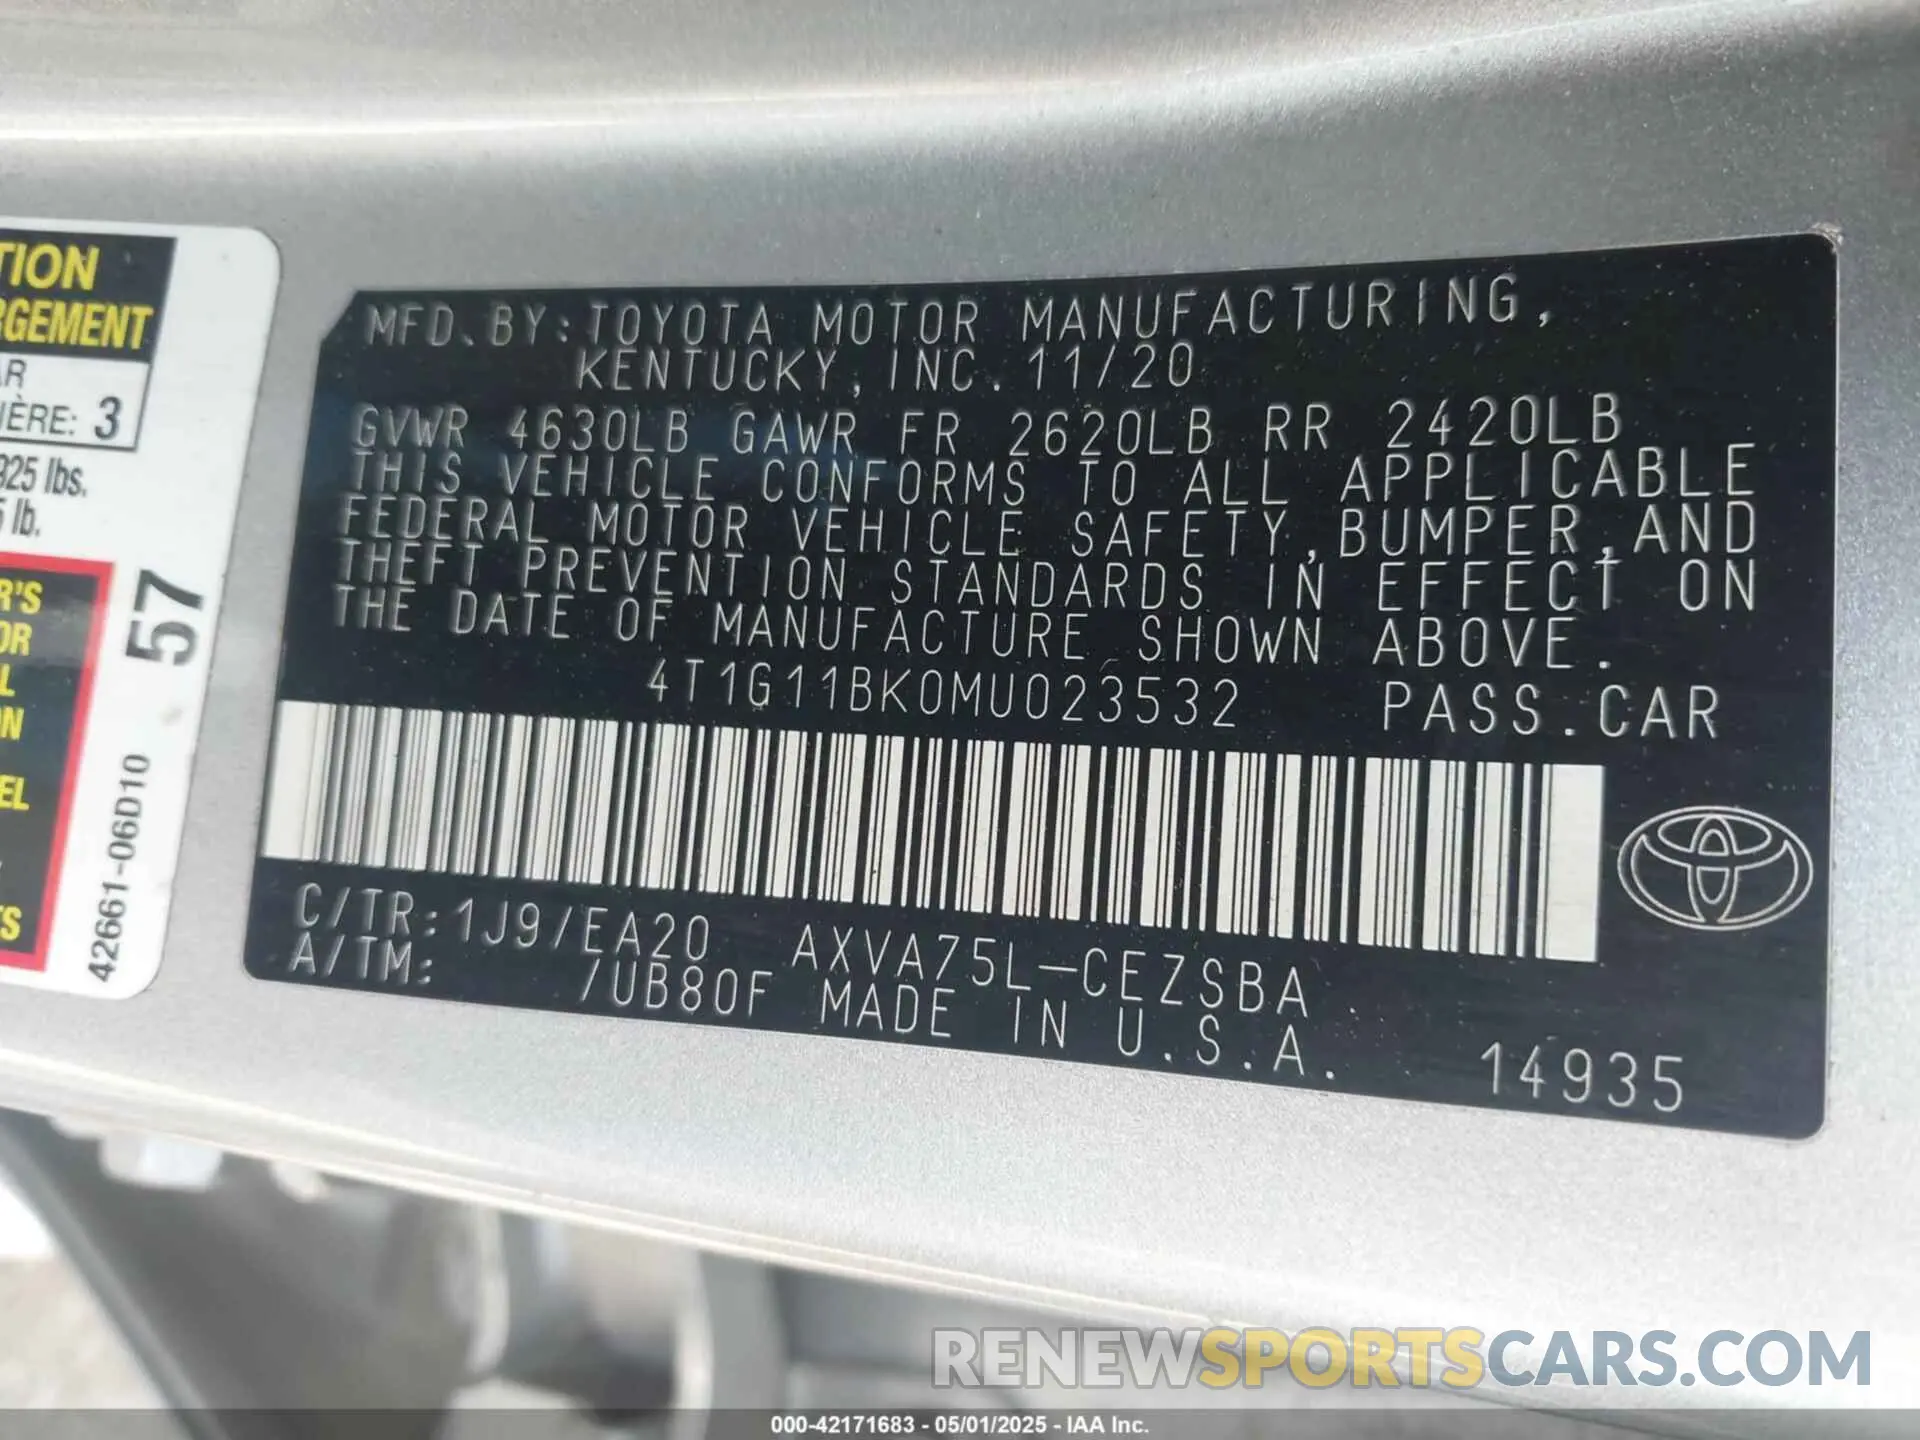 TION
RGEMENT
AR
IÈRE: 3
825 lbs.
5 lb.
R'S
OR
L
ON
EL
TS
57
42661-06D10
MFD. BY: TOYOTA MOTOR MANUFACTURING,
KENTUCKY, INC. 11/20
GVWR 4630LB GAWR FR 2620LB RR 2420LB
THIS VEHICLE CONFORMS TO ALL APPLICABLE
FEDERAL MOTOR VEHICLE SAFETY, BUMPER, AND
THEFT PREVENTION STANDARDS IN EFFECT ON
THE DATE OF MANUFACTURE SHOWN ABOVE.
4T1G11BK0MU023532 PASS. CAR
C/TR: 1J9/EA20 AXVA75L-CEZSBA
A/TM: /UB80F MADE IN U.S.A. 14935
RENEWSPORTSCARS.COM
000-42171683 - 05/01/2025 - IAA Inc.